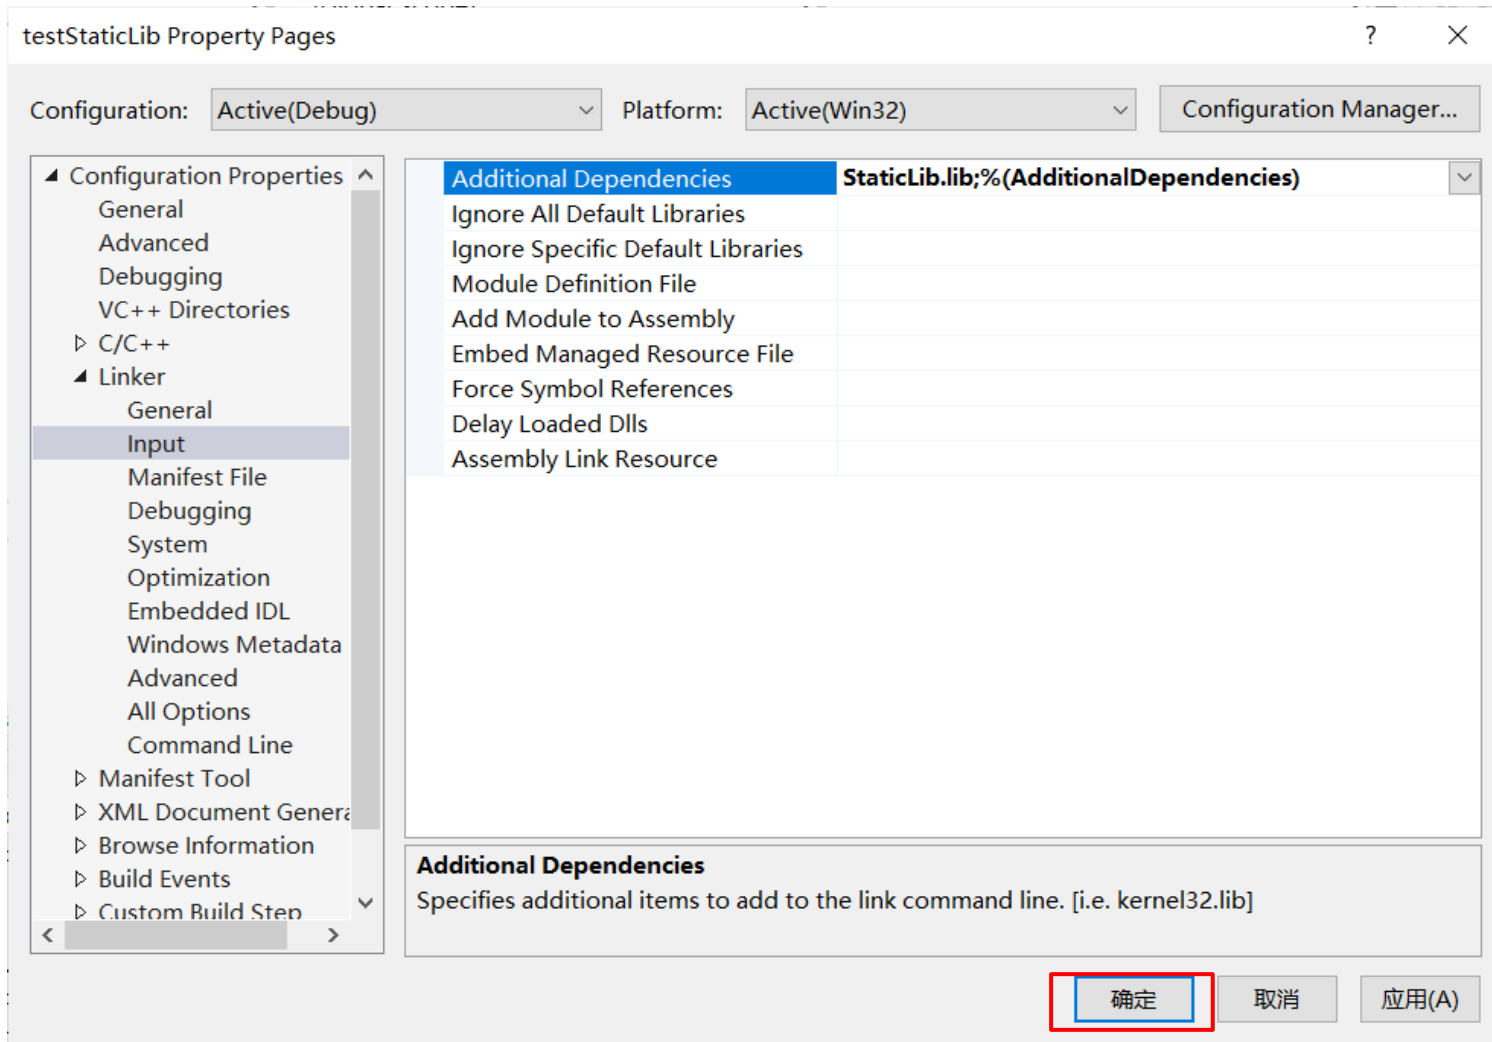 testStaticLib Property Pages
?
Configuration: Active(Debug) Platform: Active(Win32) Configuration Manager...
Configuration Properties
General
Advanced
Debugging
VC++ Directories
C/C++
Linker
General
Input
Manifest File
Debugging
System
Optimization
Embedded IDL
Windows Metadata
Advanced
All Options
Command Line
Manifest Tool
XML Document Genera
Browse Information
Build Events
Custom Build Step
Additional Dependencies StaticLib.lib;%(AdditionalDependencies)
Ignore All Default Libraries
Ignore Specific Default Libraries
Module Definition File
Add Module to Assembly
Embed Managed Resource File
Force Symbol References
Delay Loaded Dlls
Assembly Link Resource
Additional Dependencies
Specifies additional items to add to the link command line. [i.e. kernel32.lib]
确定 取消 应用(A)